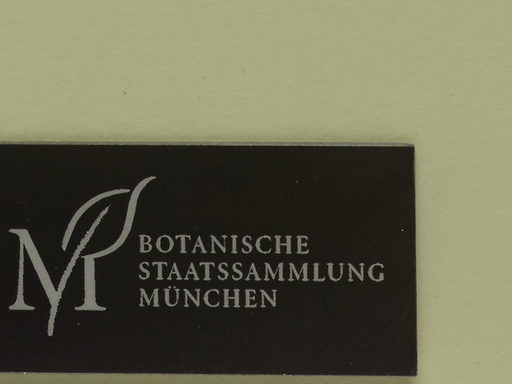 M
BOTANISCHE
STAATSSAMMLUNG
MÜNCHEN